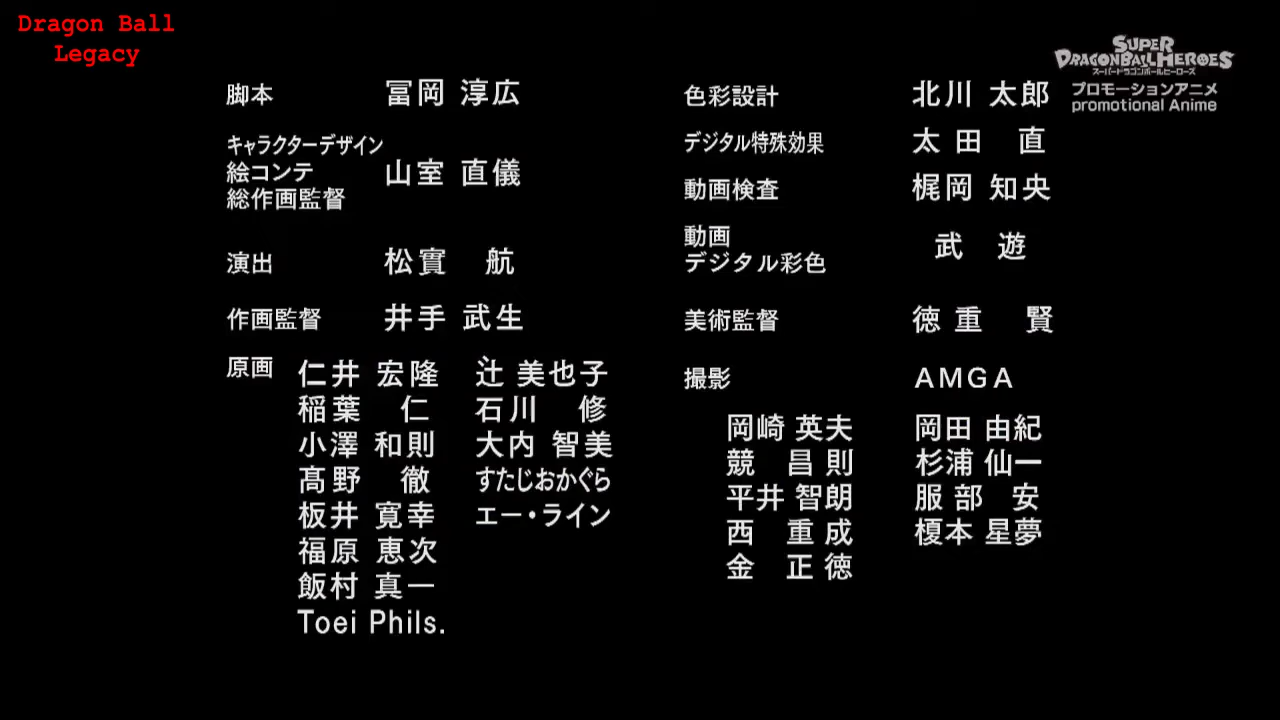 Dragon Ball
Legacy
SUPER
DRAGONBALL HEROES
スーパードラゴンボールヒーローズ
プロモーションアニメ
promotional Anime
脚本 冨岡 淳広
キャラクターデザイン
絵コンテ 山室 直儀
総作画監督
演出 松實 航
作画監督 井手 武生
原画 仁井 宏隆 辻 美也子
稲葉 仁 石川 修
小澤 和則 大内 智美
髙野 徹 すたじおかぐら
板井 寛幸 エー・ライン
福原 恵次
飯村 真一
Toei Phils.
色彩設計 北川 太郎
デジタル特殊効果 太田 直
動画検査 梶岡 知央
動画
デジタル彩色 武 遊
美術監督 徳重 賢
撮影 AMGA
岡崎 英夫 岡田 由紀
競 昌則 杉浦 仙一
平井 智朗 服部 安
西 重成 榎本 星夢
金 正徳